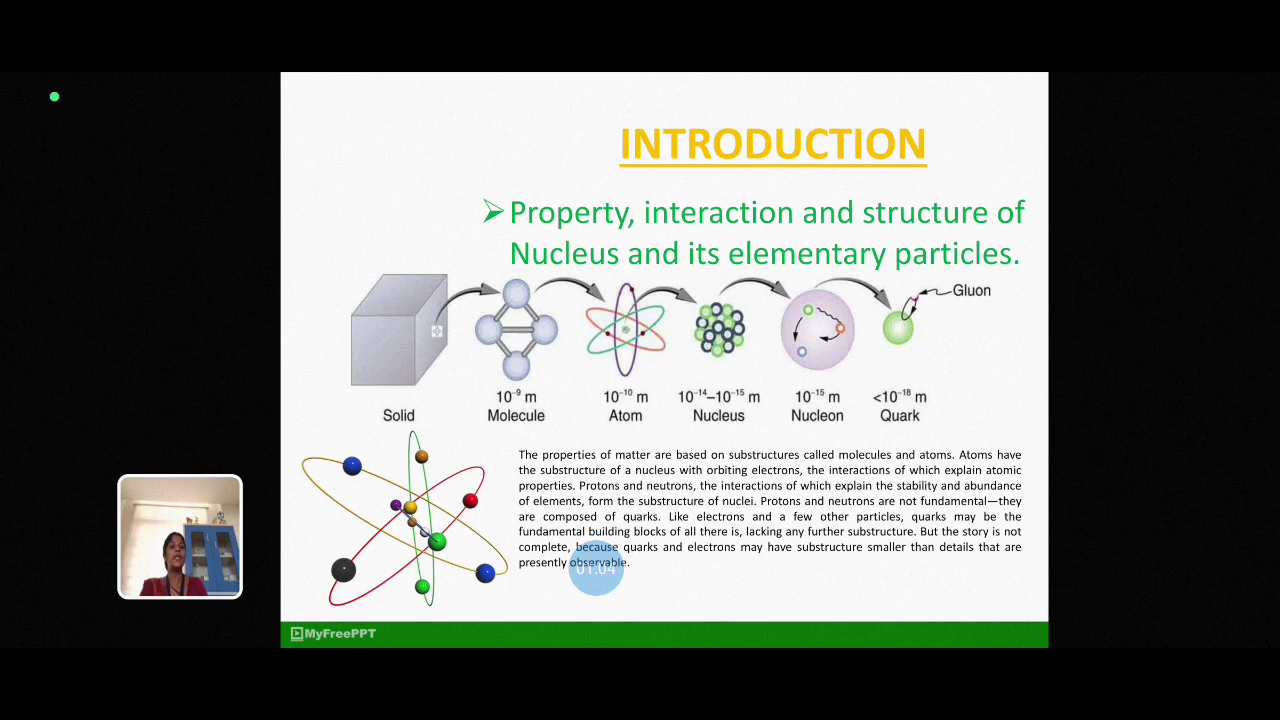 INTRODUCTION
➢Property, interaction and structure of
Nucleus and its elementary particles.
Gluon
10⁻⁹ m
10⁻¹⁰ m
10⁻¹⁴–10⁻¹⁵ m
10⁻¹⁵ m
<10⁻¹⁸ m
Solid
Molecule
Atom
Nucleus
Nucleon
Quark
The properties of matter are based on substructures called molecules and atoms. Atoms have
the substructure of a nucleus with orbiting electrons, the interactions of which explain atomic
properties. Protons and neutrons, the interactions of which explain the stability and abundance
of elements, form the substructure of nuclei. Protons and neutrons are not fundamental—they
are composed of quarks. Like electrons and a few other particles, quarks may be the
fundamental building blocks of all there is, lacking any further substructure. But the story is not
complete, because quarks and electrons may have substructure smaller than details that are
presently observable.
01:04
MyFreePPT